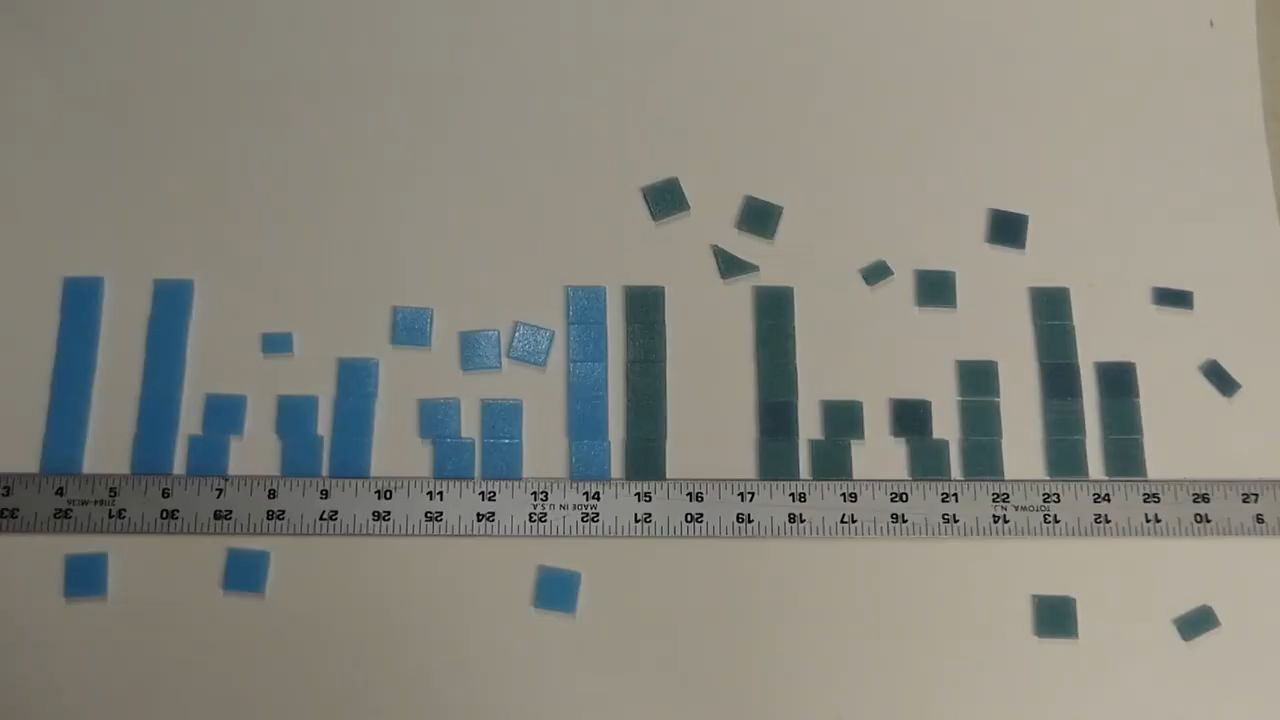 3 4 5 6 7 8 9 10 11 12 13 14 15 16 17 18 19 20 21 22 23 24 25 26 27
33 32 31 30 29 28 27 26 25 24 23 MADE IN U.S.A. 22 21 20 19 18 17 16 15 14 TOTOWA, N.J. 13 12 11 10 9